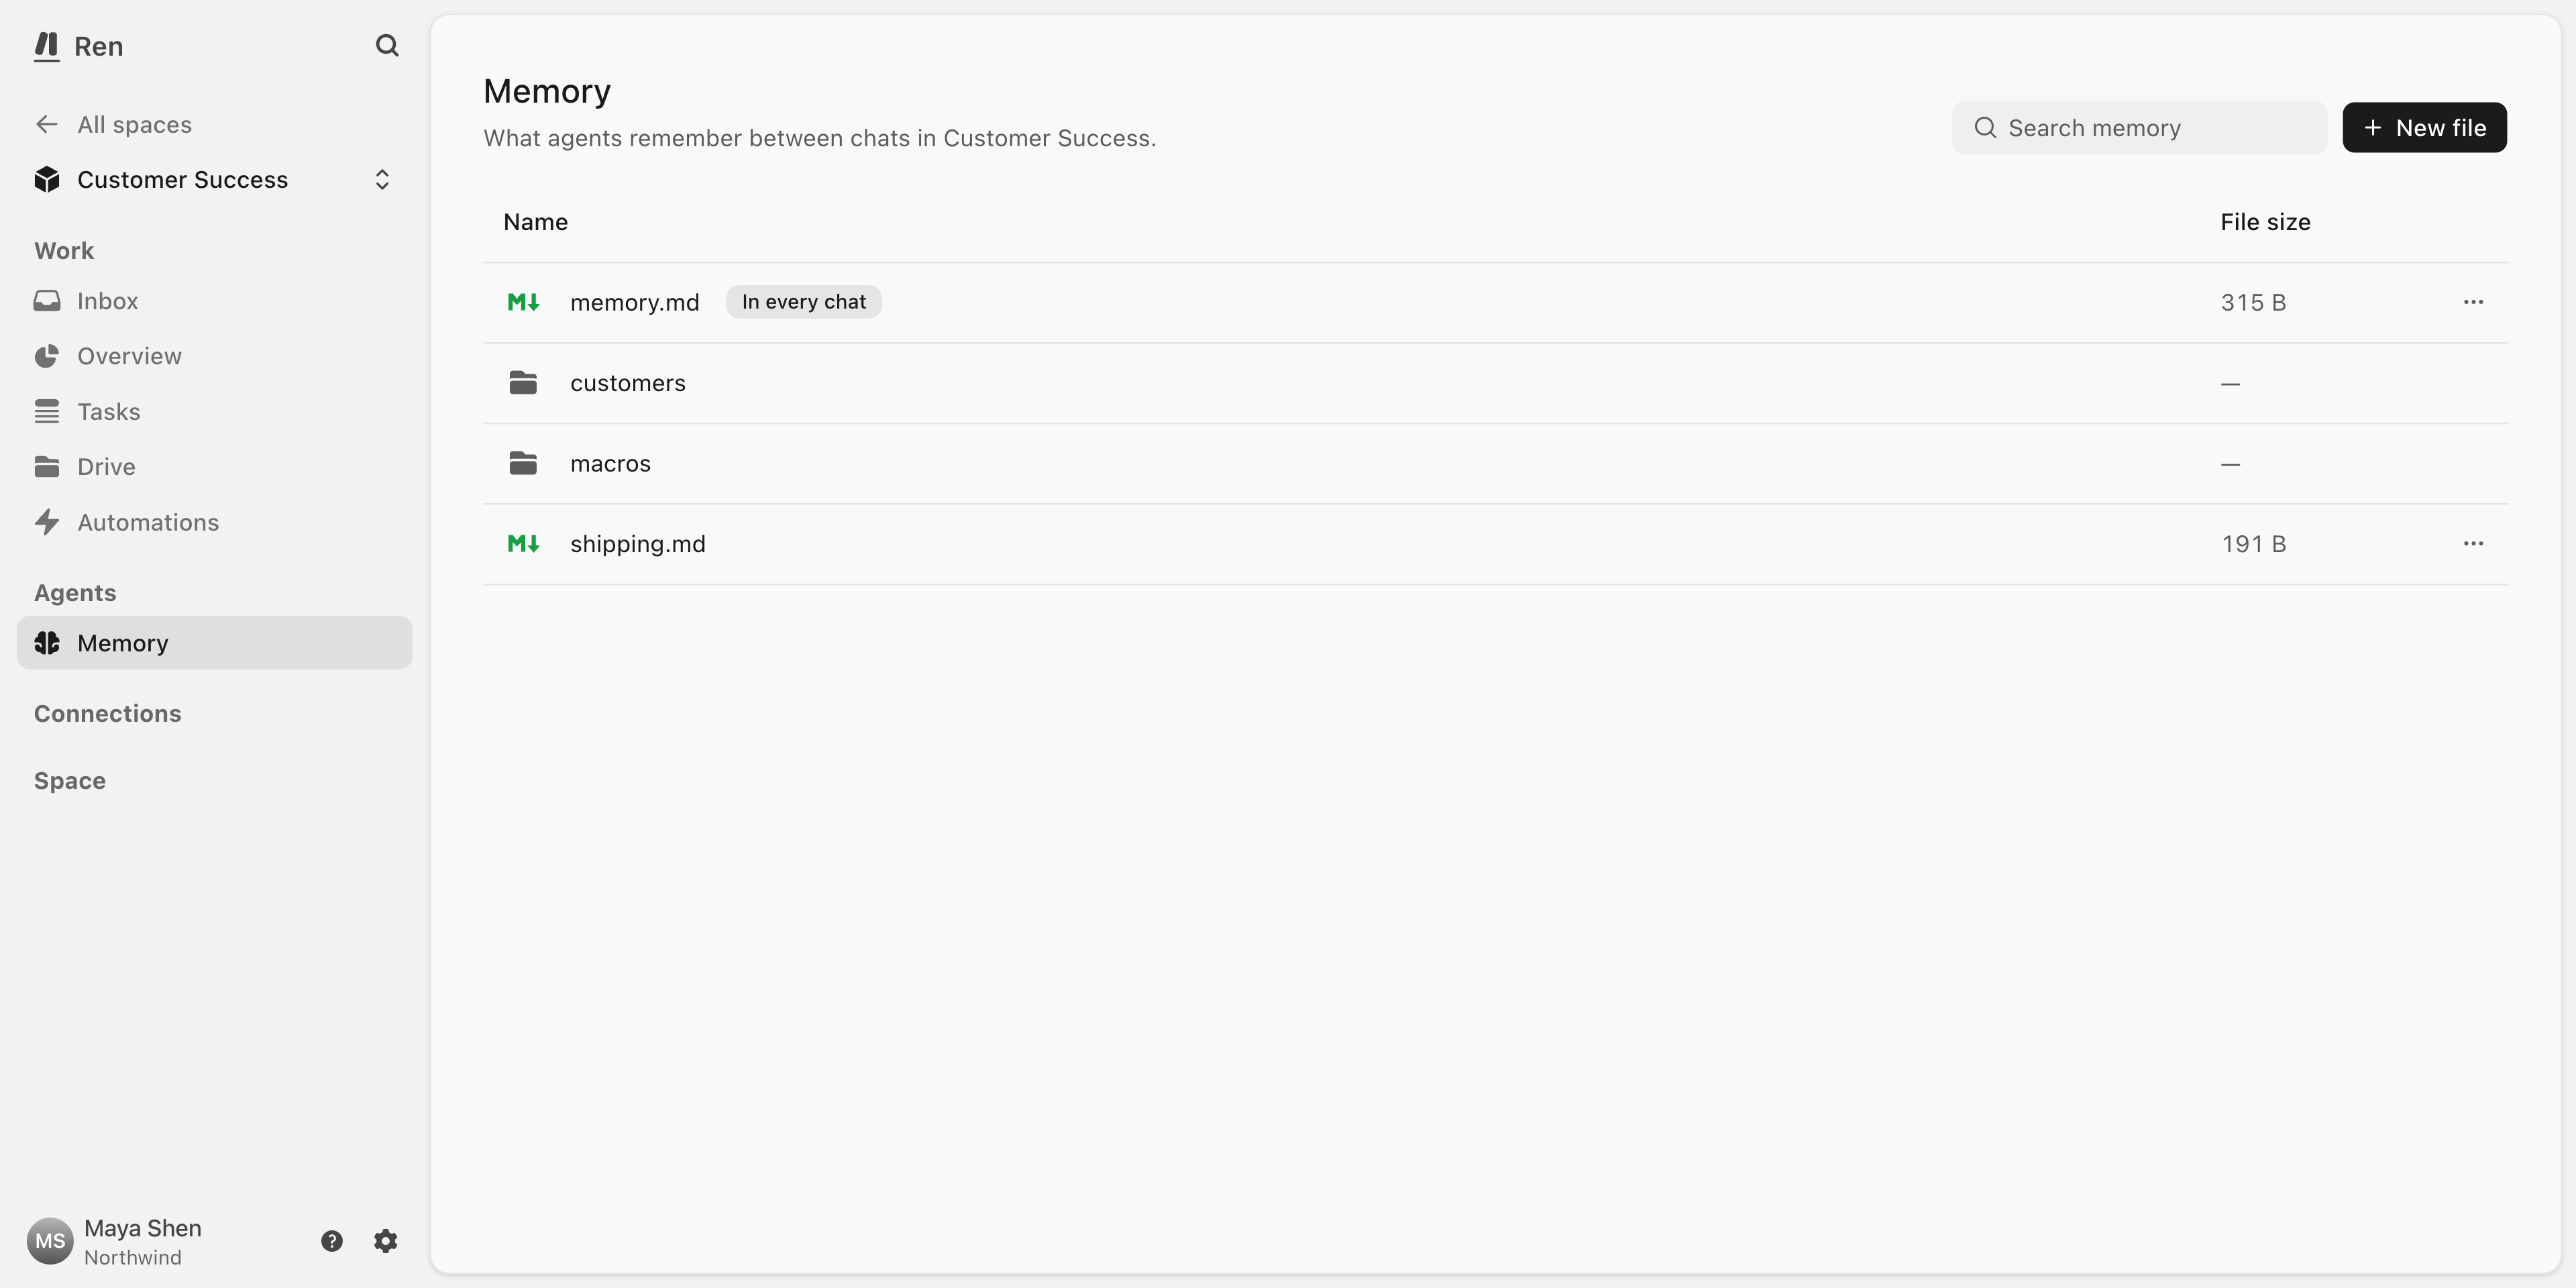 Ren
All spaces
Customer Success
Work
Inbox
Overview
Tasks
Drive
Automations
Agents
Memory
Connections
Space
MS
Maya Shen
Northwind
?
Memory
What agents remember between chats in Customer Success.
Search memory
+ New file
Name File size
M memory.md In every chat 315 B ...
customers —
macros —
M shipping.md 191 B ...